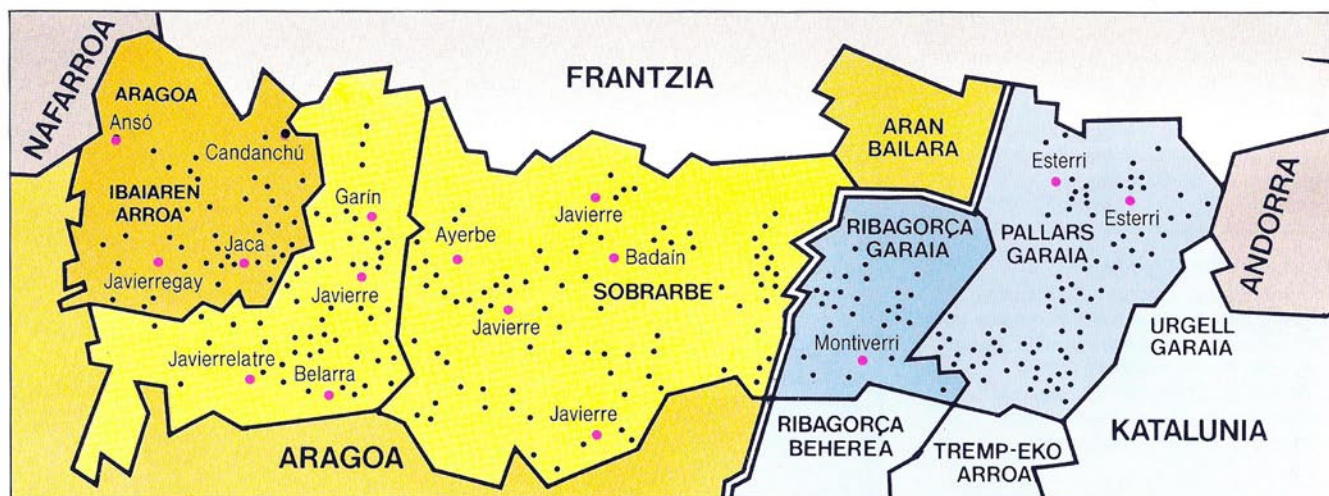 NAFARROA
ARAGOA
Ansó
Candanchú
IBAIAREN
ARROA
Jaca
Javierregay
Garín
Javierre
Javierrelatre
Belarra
FRANTZIA
Javierre
Ayerbe
Badaín
SOBRARBE
Javierre
Javierre
ARAGOA
ARAN
BAILARA
RIBAGORÇA
GARAIA
Montiverri
RIBAGORÇA
BEHEREA
Esterri
Esterri
PALLARS
GARAIA
TREMP-EKO
ARROA
ANDORRA
URGELL
GARAIA
KATALUNIA